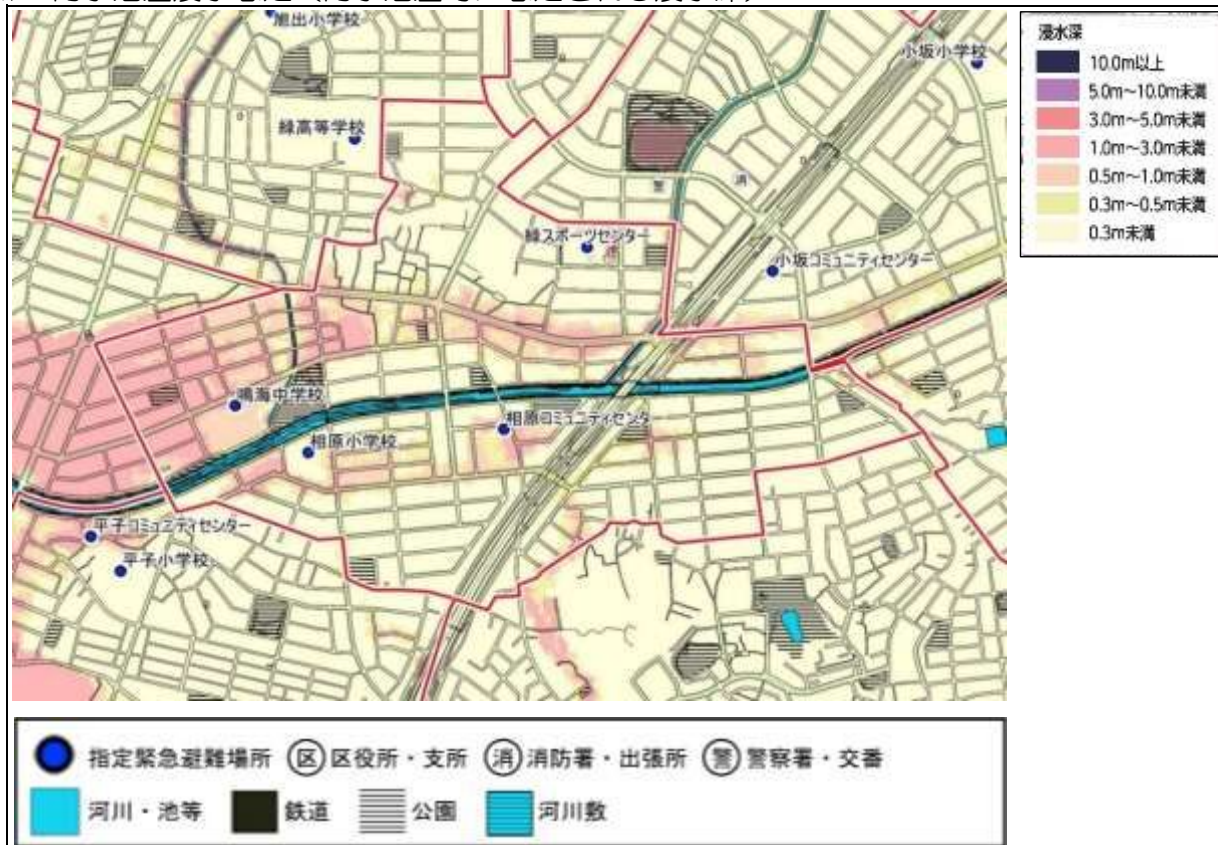 旭出小学校
小坂小学校
緑高等学校
警
消
緑スポーツセンター
小坂コミュニティセンター
鳴海中学校
相原コミュニティセンタ
相原小学校
平子コミュニティセンター
平子小学校
浸水深
10.0m以上
5.0m～10.0m未満
3.0m～5.0m未満
1.0m～3.0m未満
0.5m～1.0m未満
0.3m～0.5m未満
0.3m未満
指定緊急避難場所 区 区役所・支所 消 消防署・出張所 警 警察署・交番
河川・池等 鉄道 公園 河川敷